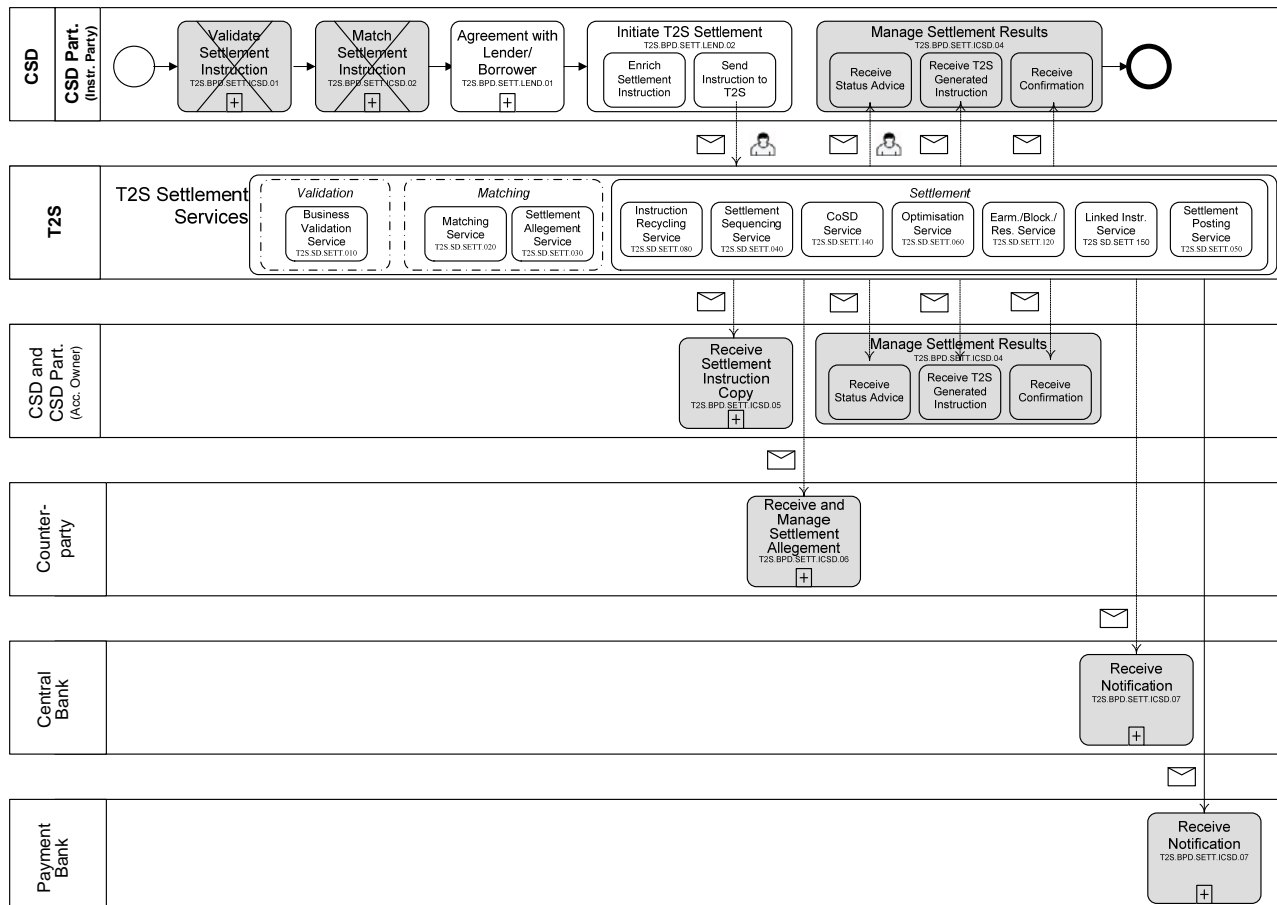 CSD
CSD Part.
(Instr. Party)
Validate
Settlement
Instruction
T2S.BPD.SETT.ICSD.01
+
Match
Settlement
Instruction
T2S.BPD.SETT.ICSD.02
+
Agreement with
Lender/
Borrower
T2S.BPD.SETT.LEND.01
+
Initiate T2S Settlement
T2S.BPD.SETT.LEND.02
Enrich
Settlement
Instruction
Send
Instruction to
T2S
Manage Settlement Results
T2S.BPD.SETT.ICSD.04
Receive
Status Advice
Receive T2S
Generated
Instruction
Receive
Confirmation
T2S
T2S Settlement
Services
Validation
Business
Validation
Service
T2S.SD.SETT.010
Matching
Matching
Service
T2S.SD.SETT.020
Settlement
Allegement
Service
T2S.SD.SETT.030
Settlement
Instruction
Recycling
Service
T2S.SD.SETT.080
Settlement
Sequencing
Service
T2S.SD.SETT.040
CoSD
Service
T2S.SD.SETT.140
Optimisation
Service
T2S.SD.SETT.060
Earm./Block./
Res. Service
T2S.SD.SETT.120
Linked Instr.
Service
T2S SD.SETT 150
Settlement
Posting
Service
T2S.SD.SETT.050
CSD and
CSD Part.
(Acc. Owner)
Receive
Settlement
Instruction
Copy
T2S.BPD.SETT.ICSD.05
+
Manage Settlement Results
T2S.BPD.SETT.ICSD.04
Receive
Status Advice
Receive T2S
Generated
Instruction
Receive
Confirmation
Counter-
party
Receive and
Manage
Settlement
Allegement
T2S.BPD.SETT.ICSD.06
+
Central
Bank
Receive
Notification
T2S.BPD.SETT.ICSD.07
+
Payment
Bank
Receive
Notification
T2S.BPD.SETT.ICSD.07
+